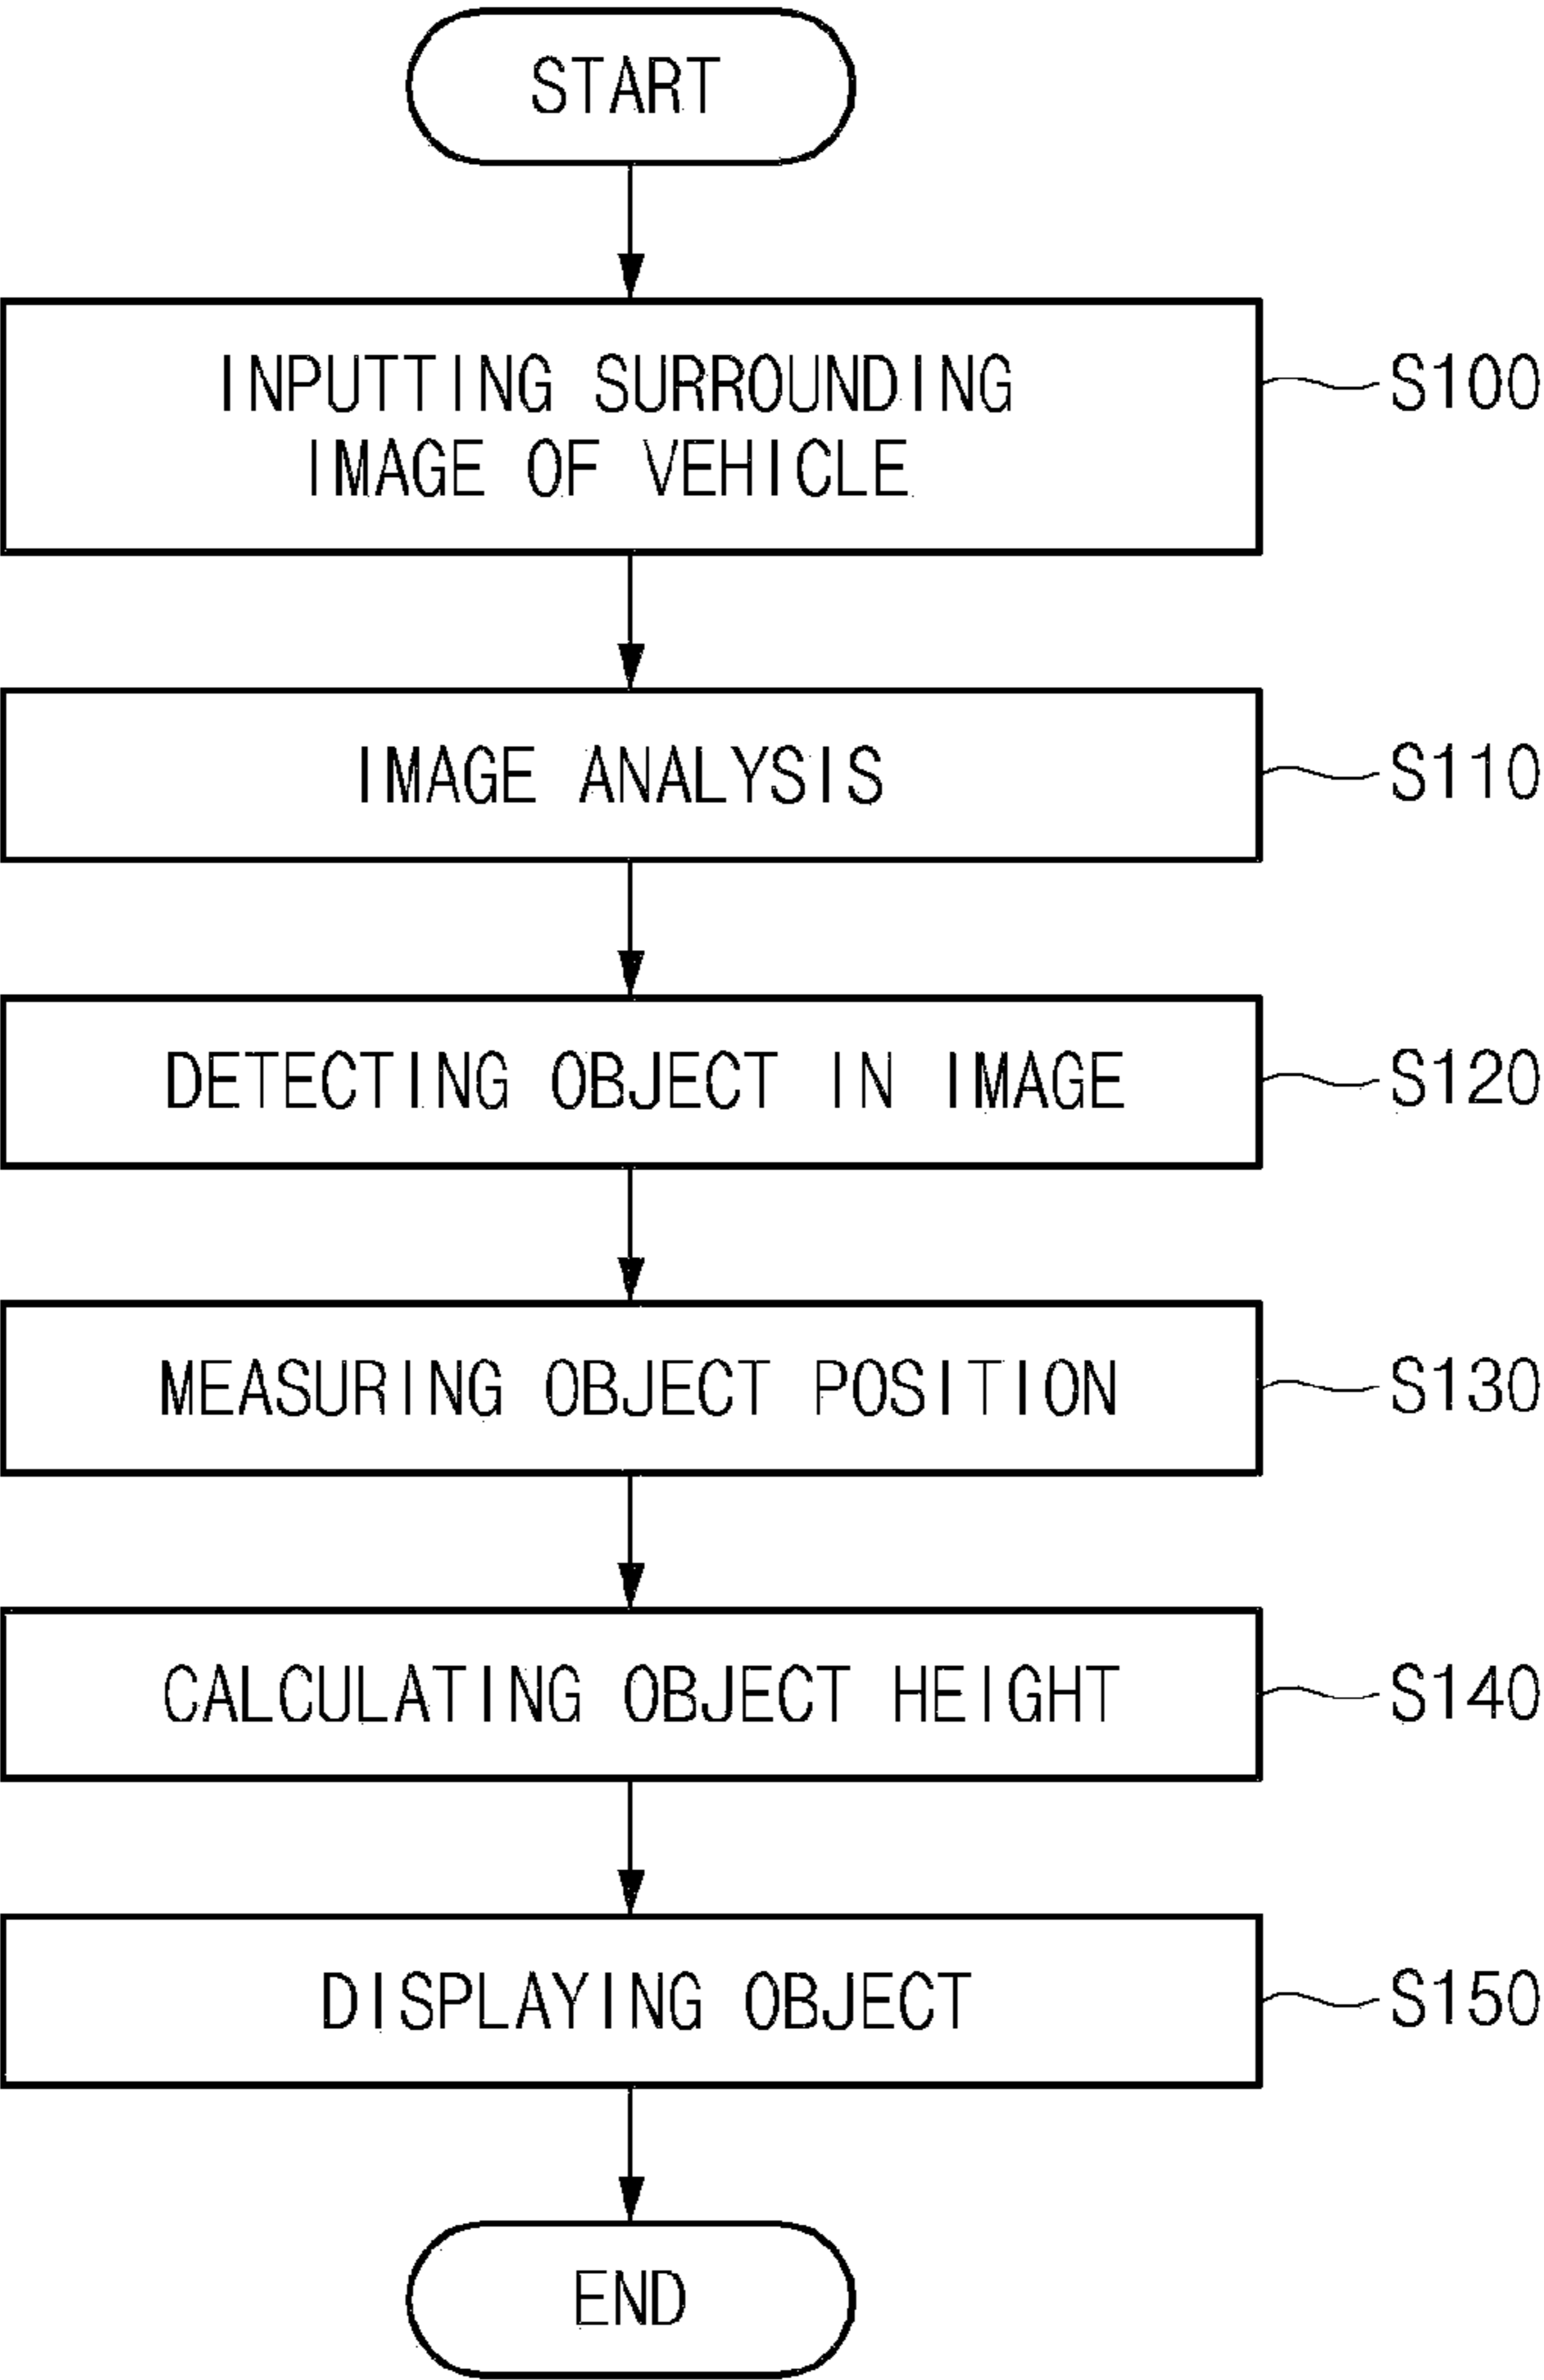 START
INPUTTING SURROUNDING
IMAGE OF VEHICLE
S100
IMAGE ANALYSIS
S110
DETECTING OBJECT IN IMAGE
S120
MEASURING OBJECT POSITION
S130
CALCULATING OBJECT HEIGHT
S140
DISPLAYING OBJECT
S150
END